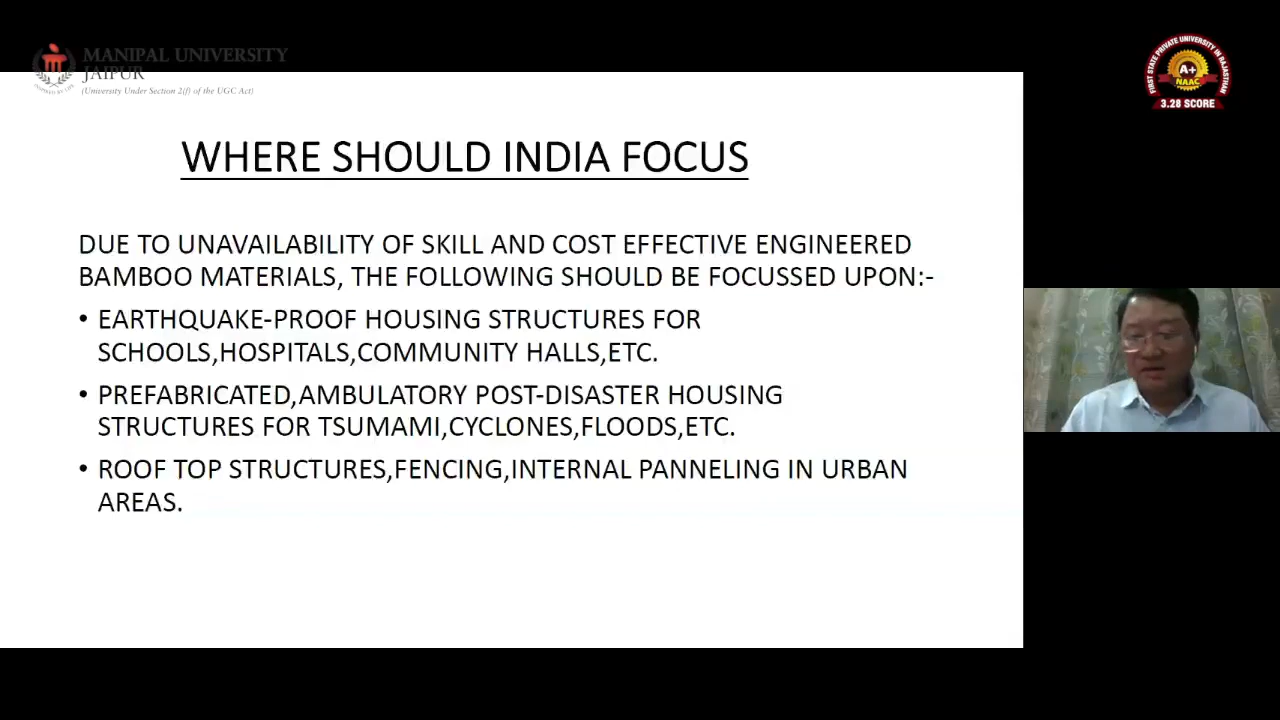 MANIPAL UNIVERSITY
JAIPUR
(University Under Section 2(f) of the UGC Act)
FIRST STATE PRIVATE UNIVERSITY IN RAJASTHAN
A+
NAAC
3.28 SCORE
WHERE SHOULD INDIA FOCUS
DUE TO UNAVAILABILITY OF SKILL AND COST EFFECTIVE ENGINEERED
BAMBOO MATERIALS, THE FOLLOWING SHOULD BE FOCUSSED UPON:-
• EARTHQUAKE-PROOF HOUSING STRUCTURES FOR
SCHOOLS,HOSPITALS,COMMUNITY HALLS,ETC.
• PREFABRICATED,AMBULATORY POST-DISASTER HOUSING
STRUCTURES FOR TSUMAMI,CYCLONES,FLOODS,ETC.
• ROOF TOP STRUCTURES,FENCING,INTERNAL PANNELING IN URBAN
AREAS.